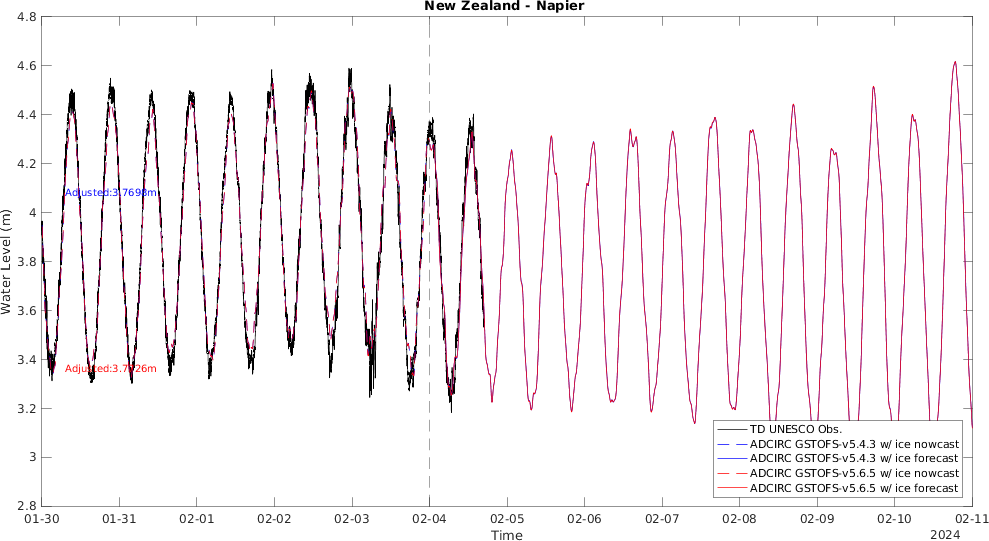 New Zealand - Napier
4.8
4.6
4.4
4.2
4
3.8
3.6
3.4
3.2
3
2.8
Water Level (m)
Adjusted:3.7698m
Adjusted:3.7726m
TD UNESCO Obs.
ADCIRC GSTOFS-v5.4.3 w/ ice nowcast
ADCIRC GSTOFS-v5.4.3 w/ ice forecast
ADCIRC GSTOFS-v5.6.5 w/ ice nowcast
ADCIRC GSTOFS-v5.6.5 w/ ice forecast
01-30 01-31 02-01 02-02 02-03 02-04 02-05 02-06 02-07 02-08 02-09 02-10 02-11
Time
2024